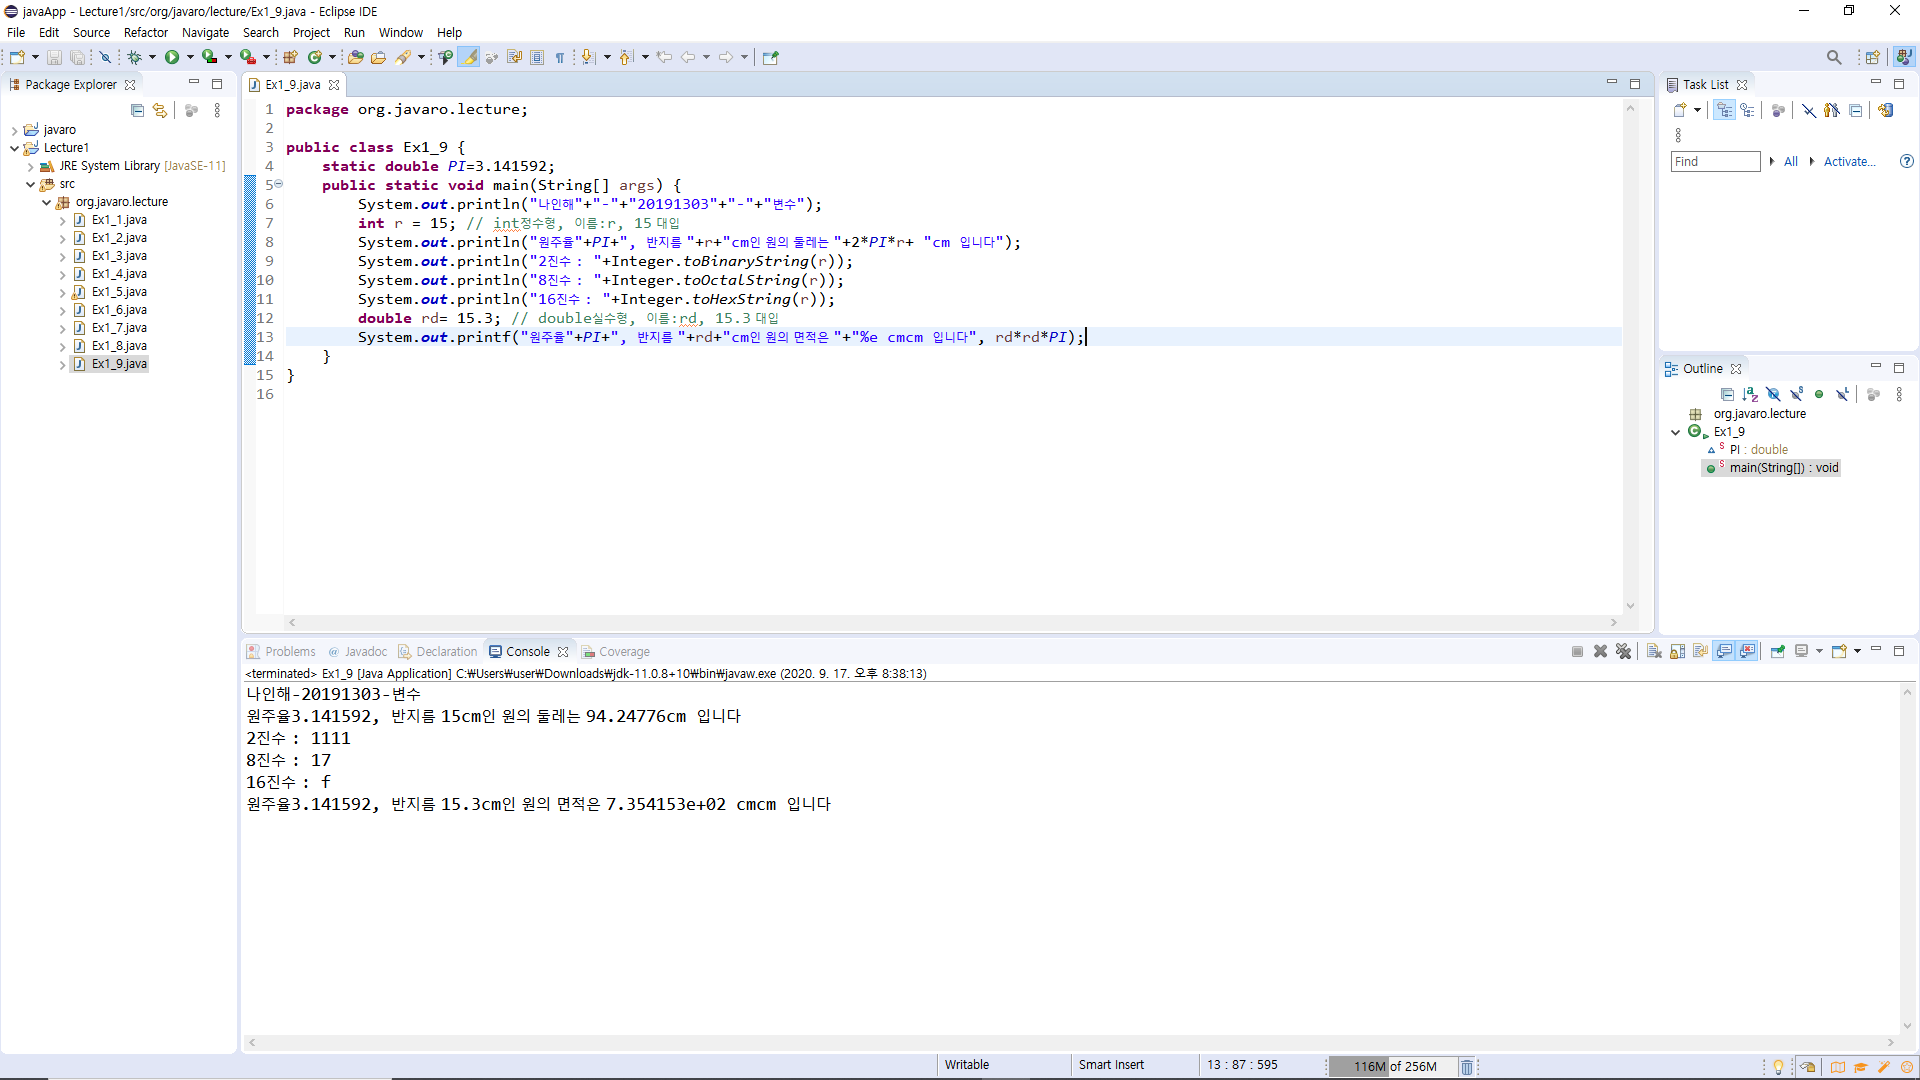 javaApp - Lecture1/src/org/javaro/lecture/Ex1_9.java - Eclipse IDE
File Edit Source Refactor Navigate Search Project Run Window Help
Package Explorer
javaro
Lecture1
JRE System Library [JavaSE-11]
src
org.javaro.lecture
Ex1_1.java
Ex1_2.java
Ex1_3.java
Ex1_4.java
Ex1_5.java
Ex1_6.java
Ex1_7.java
Ex1_8.java
Ex1_9.java
Ex1_9.java
1 package org.javaro.lecture;
2
3 public class Ex1_9 {
4 static double PI=3.141592;
5 public static void main(String[] args) {
6 System.out.println("나인해"+"-"+"20191303"+"-"+"변수");
7 int r = 15; // int정수형, 이름:r, 15 대입
8 System.out.println("원주율"+PI+", 반지름 "+r+"cm인 원의 둘레는 "+2*PI*r+ "cm 입니다");
9 System.out.println("2진수 : "+Integer.toBinaryString(r));
10 System.out.println("8진수 : "+Integer.toOctalString(r));
11 System.out.println("16진수 : "+Integer.toHexString(r));
12 double rd= 15.3; // double실수형, 이름:rd, 15.3 대입
13 System.out.printf("원주율"+PI+", 반지름 "+rd+"cm인 원의 면적은 "+"%e cmcm 입니다", rd*rd*PI);
14 }
15 }
16
Task List
Find All Activate...
Outline
org.javaro.lecture
Ex1_9
PI : double
main(String[]) : void
Problems Javadoc Declaration Console Coverage
<terminated> Ex1_9 [Java Application] C:₩Users₩user₩Downloads₩jdk-11.0.8+10₩bin₩javaw.exe (2020. 9. 17. 오후 8:38:13)
나인해-20191303-변수
원주율3.141592, 반지름 15cm인 원의 둘레는 94.24776cm 입니다
2진수 : 1111
8진수 : 17
16진수 : f
원주율3.141592, 반지름 15.3cm인 원의 면적은 7.354153e+02 cmcm 입니다
Writable Smart Insert 13 : 87 : 595 116M of 256M